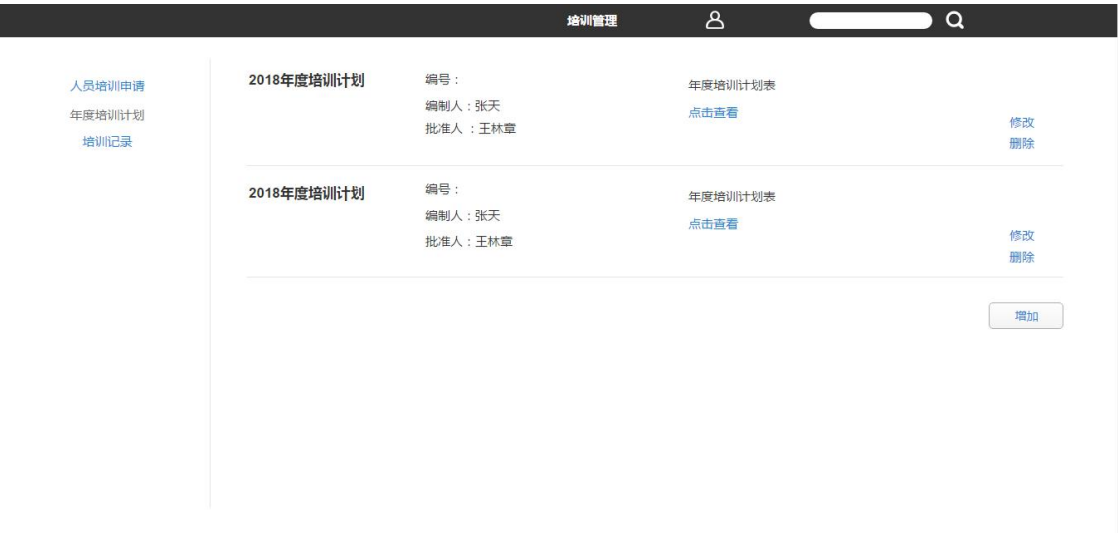 培训管理
人员培训申请
年度培训计划
培训记录
2018年度培训计划
编号：
编制人：张天
批准人 ：王林章
年度培训计划表
点击查看
修改
删除
2018年度培训计划
编号：
编制人：张天
批准人：王林章
年度培训计划表
点击查看
修改
删除
增加